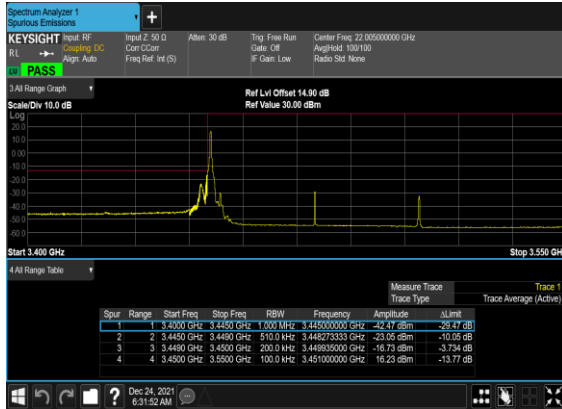 Spectrum Analyzer 1
Spurious Emissions
+
KEYSIGHT Input: RF Input Z: 50 Ω Atten: 30 dB Trig: Free Run Center Freq: 22.005000000 GHz
RL Coupling: DC Corr CCorr Gate: Off Avg|Hold: 100/100
Align: Auto Freq Ref: Int (S) IF Gain: Low Radio Std: None
PASS
3 All Range Graph
Ref Lvl Offset 14.90 dB
Scale/Div 10.0 dB Ref Value 30.00 dBm
Log
20.0
10.0
0.00
-10.0
-20.0
-30.0
-40.0
-50.0
-60.0
Start 3.400 GHz Stop 3.550 GH
4 All Range Table
Measure Trace Trace 1
Trace Type Trace Average (Active)
Spur Range Start Freq Stop Freq RBW Frequency Amplitude ΔLimit
1 1 3.4000 GHz 3.4450 GHz 1.000 MHz 3.445000000 GHz -42.47 dBm -29.47 dB
2 2 3.4450 GHz 3.4490 GHz 510.0 kHz 3.448273333 GHz -23.05 dBm -10.05 dB
3 3 3.4490 GHz 3.4500 GHz 200.0 kHz 3.449935000 GHz -16.73 dBm -3.734 dB
4 4 3.4500 GHz 3.5500 GHz 100.0 kHz 3.451000000 GHz 16.23 dBm -13.77 dB
? Dec 24, 2021
6:31:52 AM